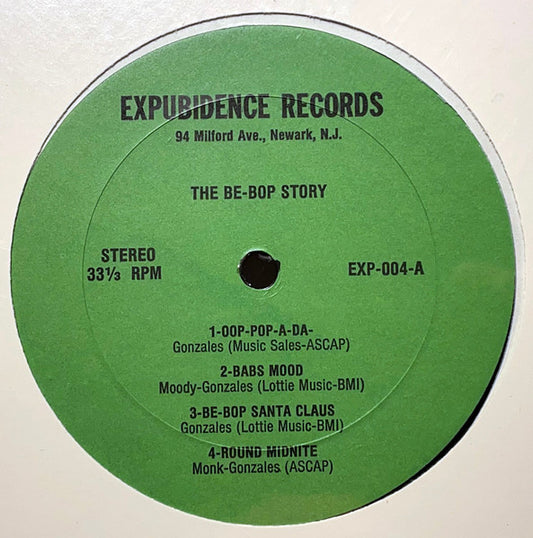 EXPUBIDENCE RECORDS
94 Milford Ave., Newark, N.J.
THE BE-BOP STORY
STEREO
33⅓ RPM
EXP-004-A
1-OOP-POP-A-DA-
Gonzales (Music Sales-ASCAP)
2-BABS MOOD
Moody-Gonzales (Lottie Music-BMI)
3-BE-BOP SANTA CLAUS
Gonzales (Lottie Music-BMI)
4-ROUND MIDNITE
Monk-Gonzales (ASCAP)